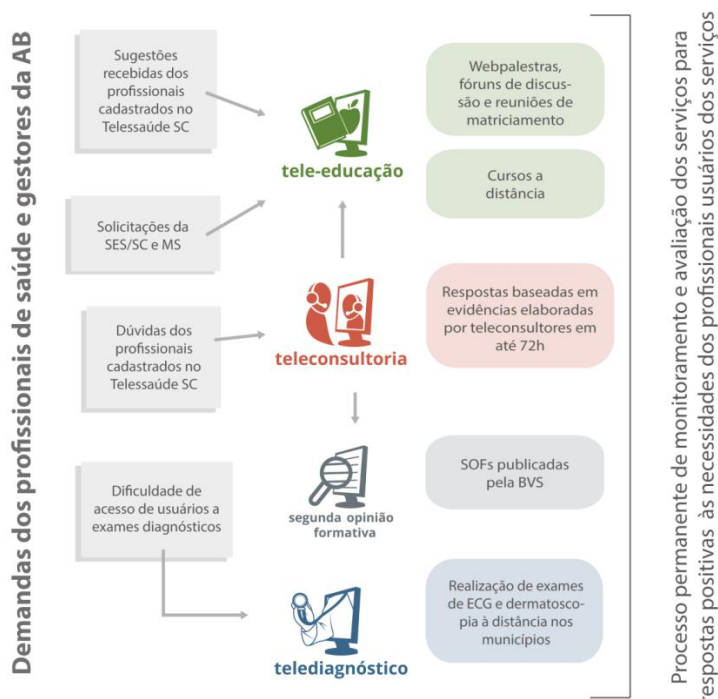 Demandas dos profissionais de saúde e gestores da AB
Sugestões
recebidas dos
profissionais
cadastrados no
Telessaúde SC
Solicitações da
SES/SC e MS
Dúvidas dos
profissionais
cadastrados no
Telessaúde SC
Dificuldade de
acesso de usuários a
exames diagnósticos
tele-educação
teleconsultoria
segunda opinião
formativa
telediagnóstico
Webpalestras,
fóruns de discus-
são e reuniões de
matriciamento
Cursos a
distância
Respostas baseadas em
evidências elaboradas
por teleconsultores em
até 72h
SOFs publicadas
pela BVS
Realização de exames
de ECG e dermatosco-
pia à distância nos
municípios
Processo permanente de monitoramento e avaliação dos serviços para
respostas positivas às necessidades dos profissionais usuários dos serviços